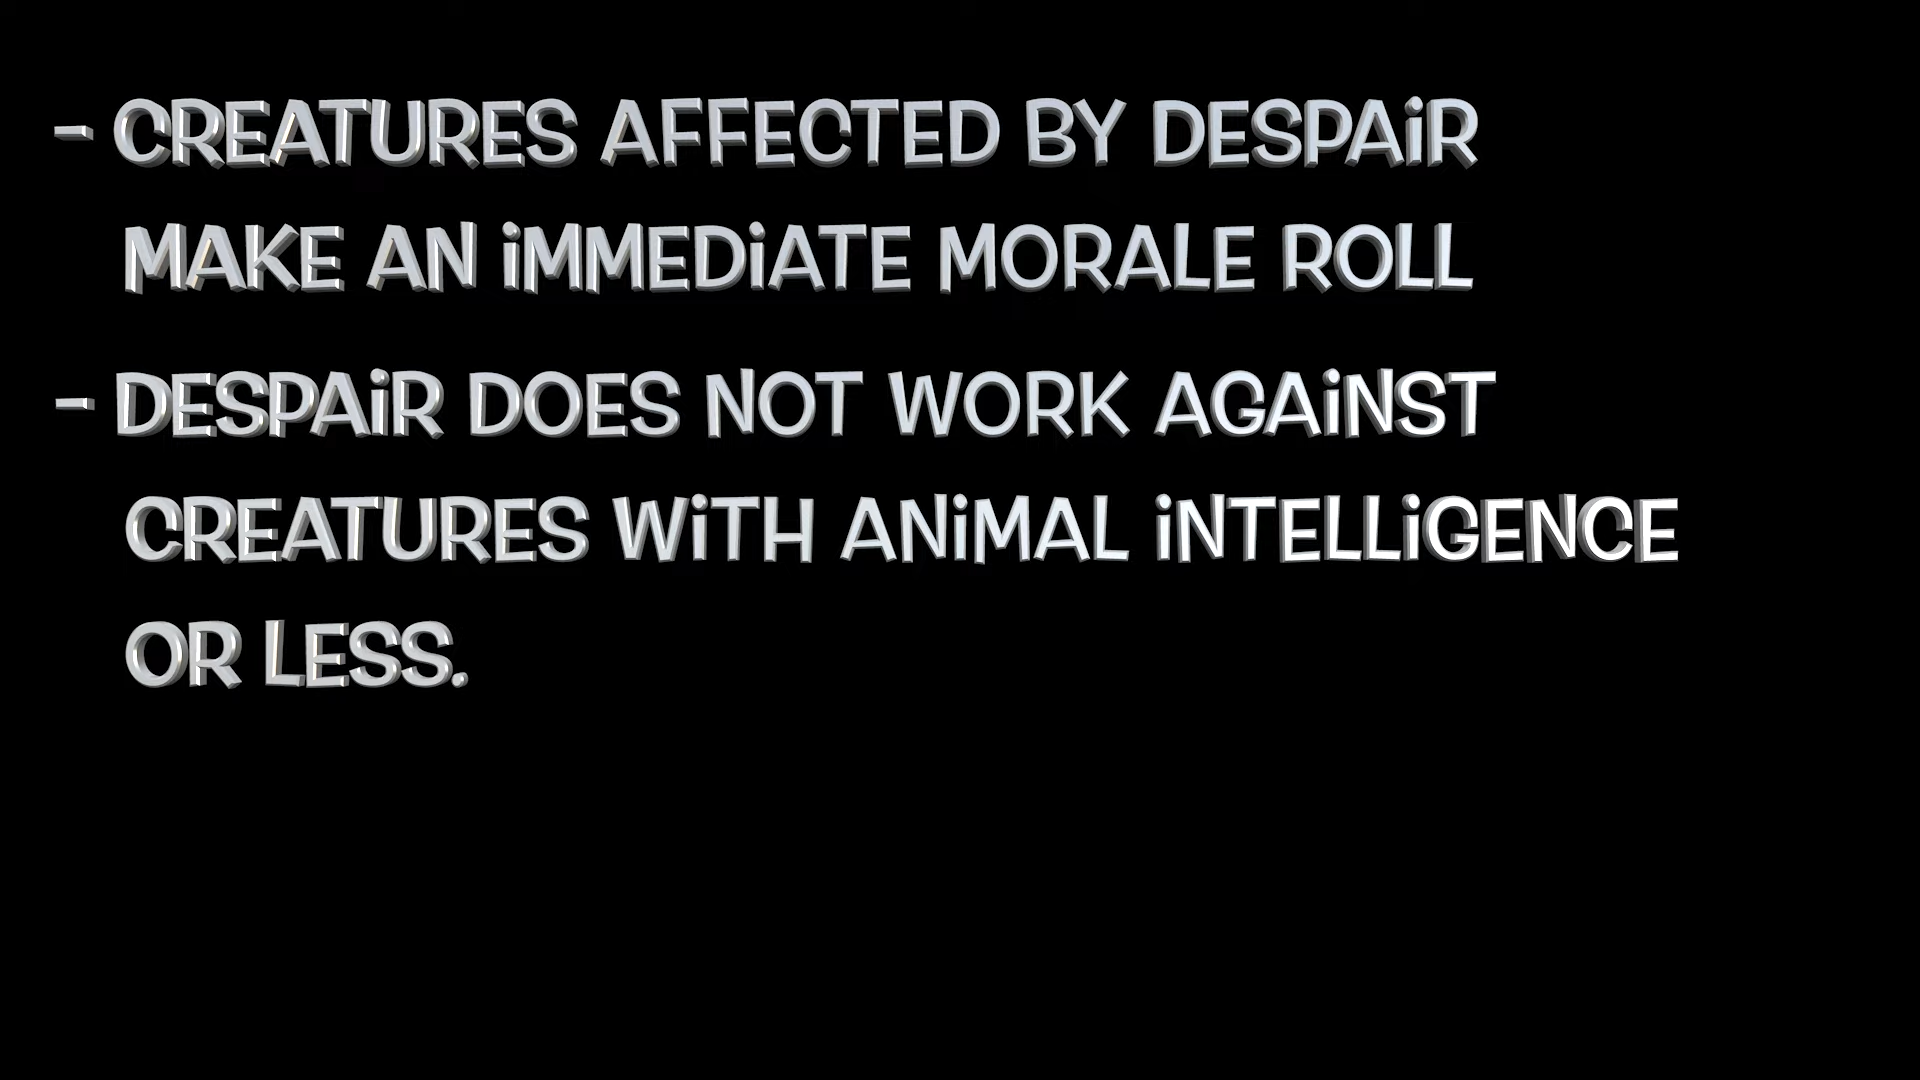 - CREATURES AFFECTED BY DESPAiR
MAKE AN iMMEDiATE MORALE ROLL
- DESPAiR DOES NOT WORK AGAiNST
CREATURES WiTH ANiMAL iNTELLiGENCE
OR LESS.